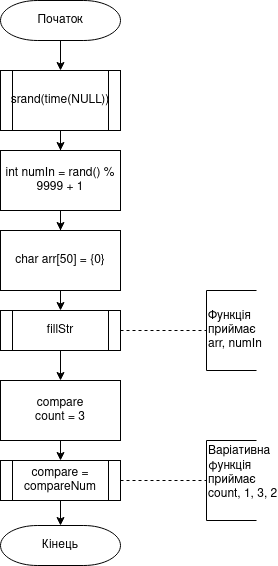 Початок
srand(time(NULL))
int numIn = rand() %
9999 + 1
char arr[50] = {0}
fillStr
Функція
приймає
arr, numIn
compare
count = 3
compare =
compareNum
Варіативна
функція
приймає
count, 1, 3, 2
Кінець